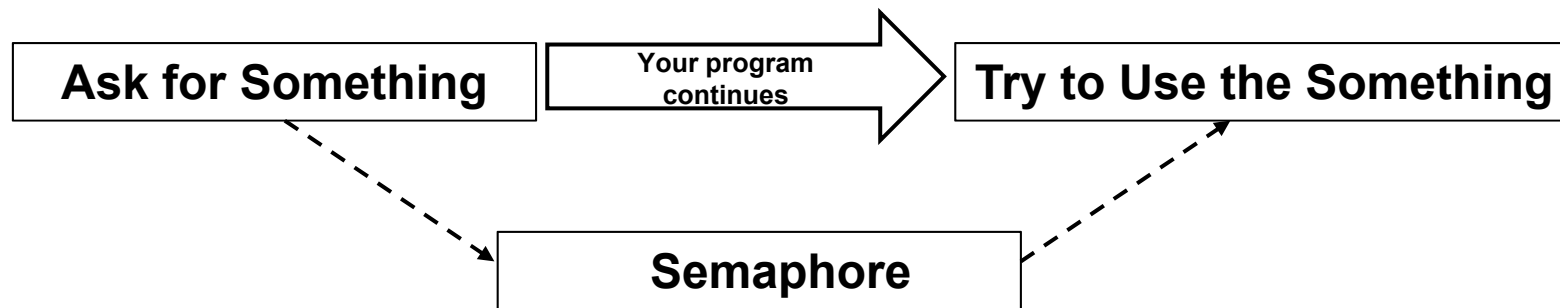 Ask for Something
Your program
continues
Try to Use the Something
Semaphore